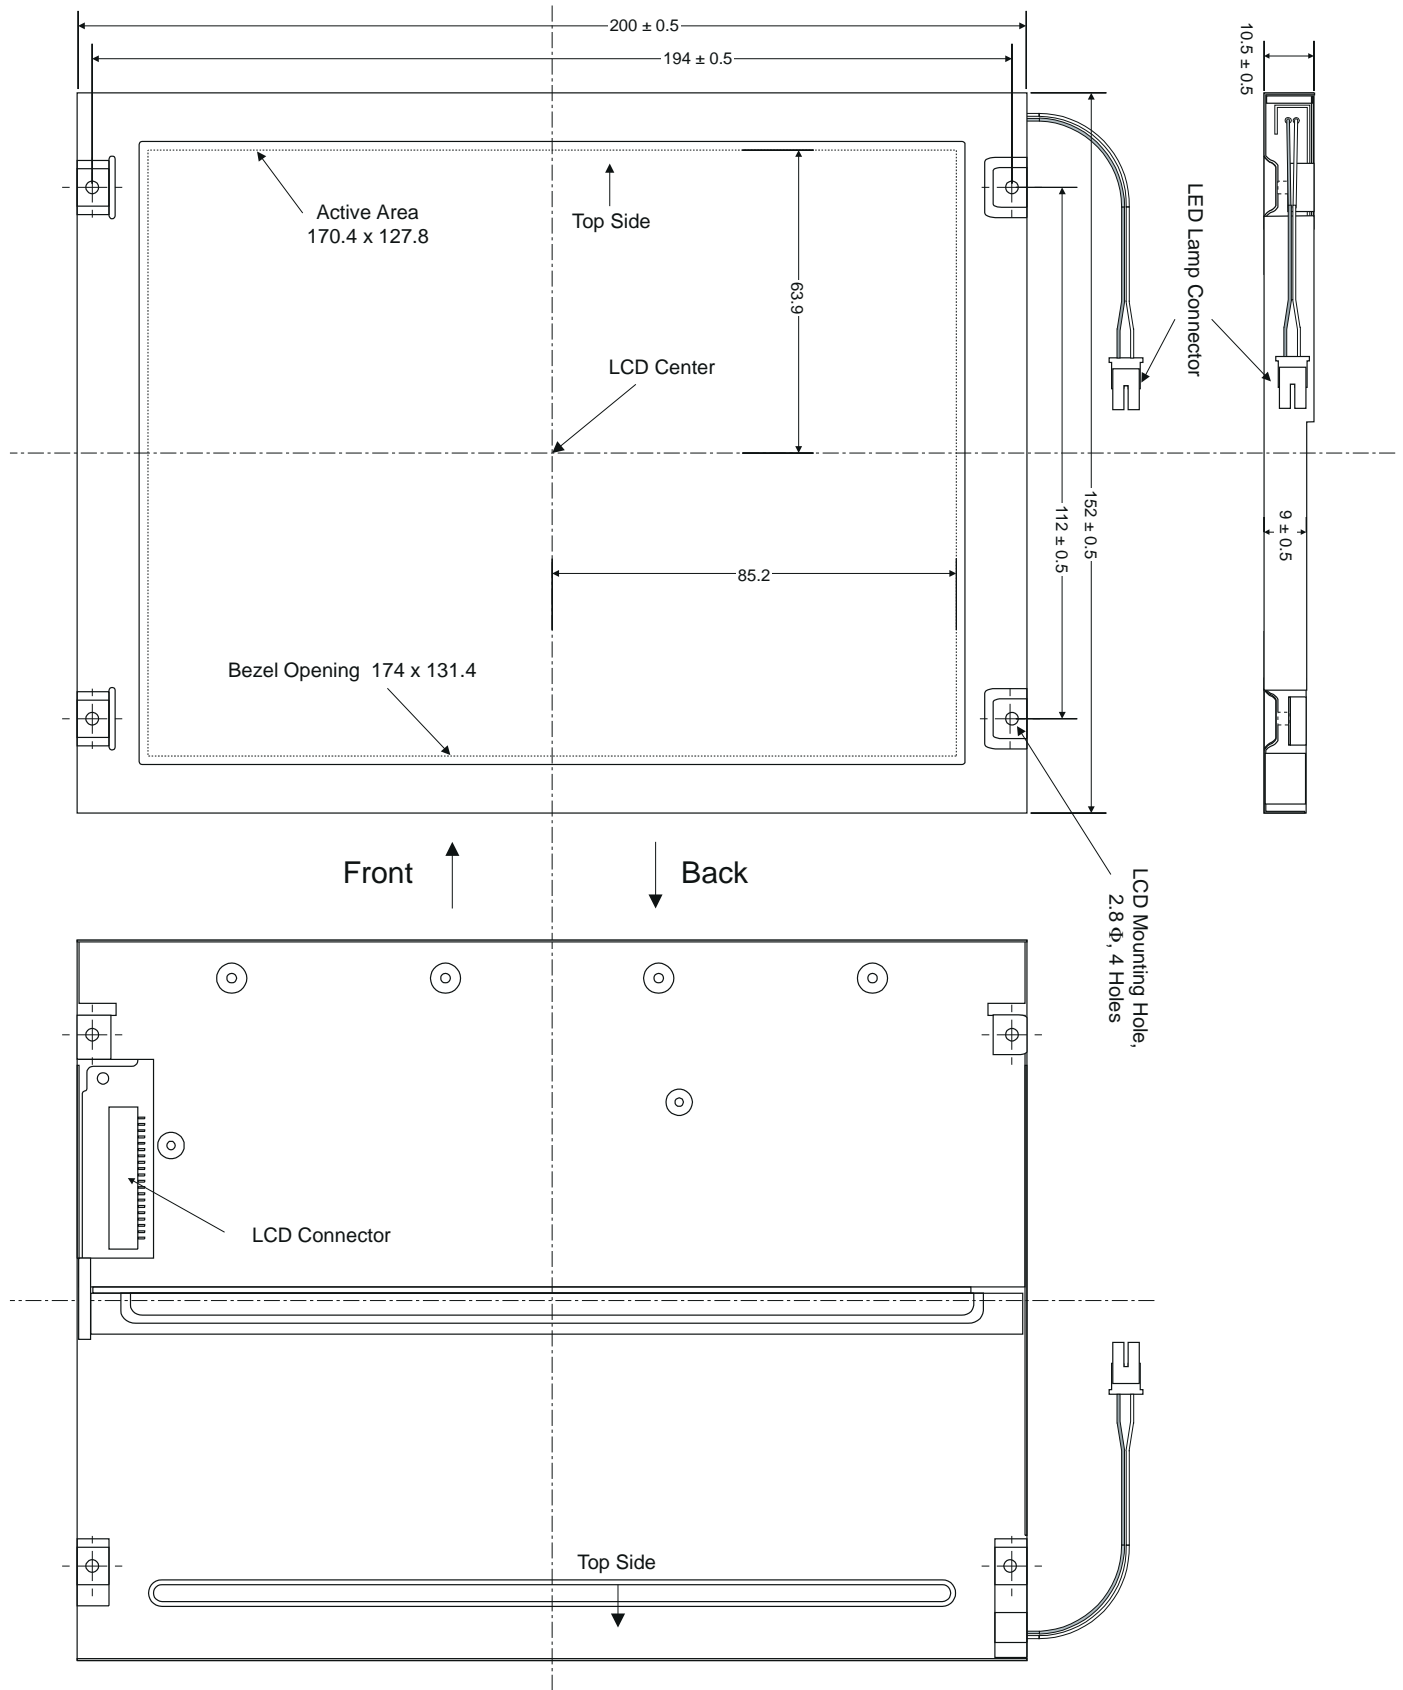 200 ± 0.5
194 ± 0.5
10.5 ± 0.5
Active Area
170.4 x 127.8
Top Side
63.9
LED Lamp Connector
LCD Center
152 ± 0.5
112 ± 0.5
9 ± 0.5
85.2
Bezel Opening 174 x 131.4
Front
Back
LCD Mounting Hole,
2.8 Φ, 4 Holes
LCD Connector
Top Side